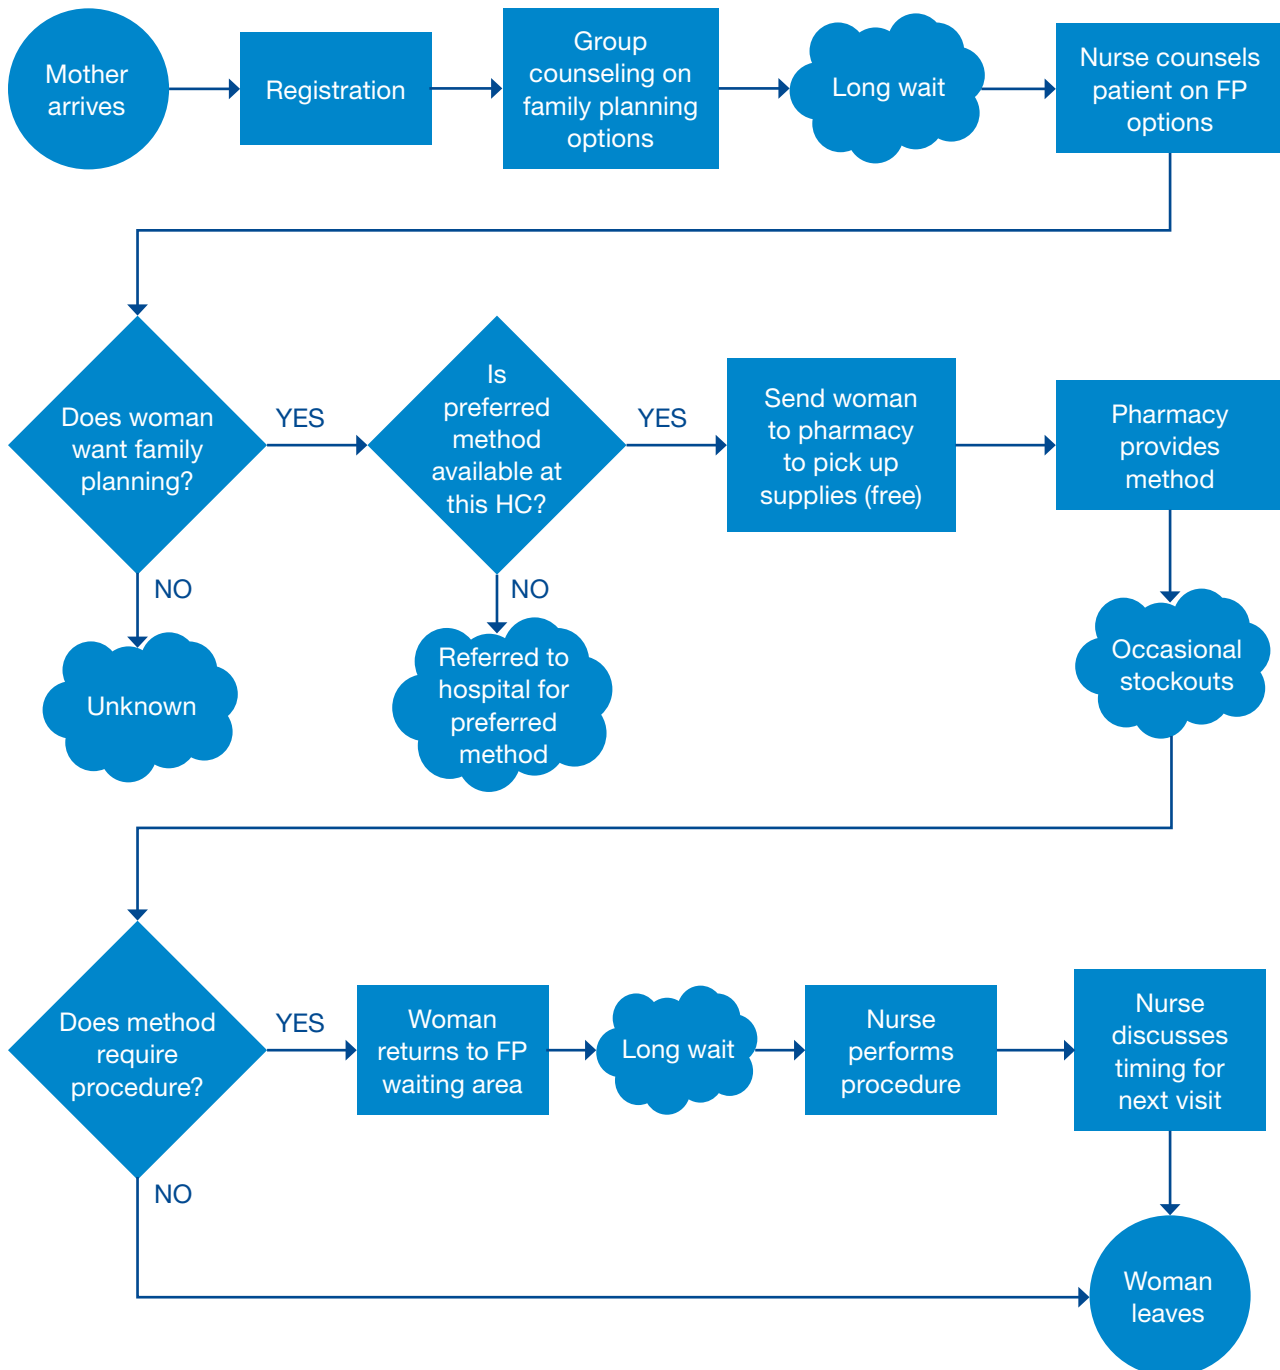 Mother
arrives
Registration
Group
counseling on
family planning
options
Long wait
Nurse counsels
patient on FP
options
Does woman
want family
planning?
YES
NO
Unknown
Is
preferred
method
available at
this HC?
YES
NO
Referred to
hospital for
preferred
method
Send woman
to pharmacy
to pick up
supplies (free)
Pharmacy
provides
method
Occasional
stockouts
Does method
require
procedure?
YES
NO
Woman
returns to FP
waiting area
Long wait
Nurse
performs
procedure
Nurse
discusses
timing for
next visit
Woman
leaves